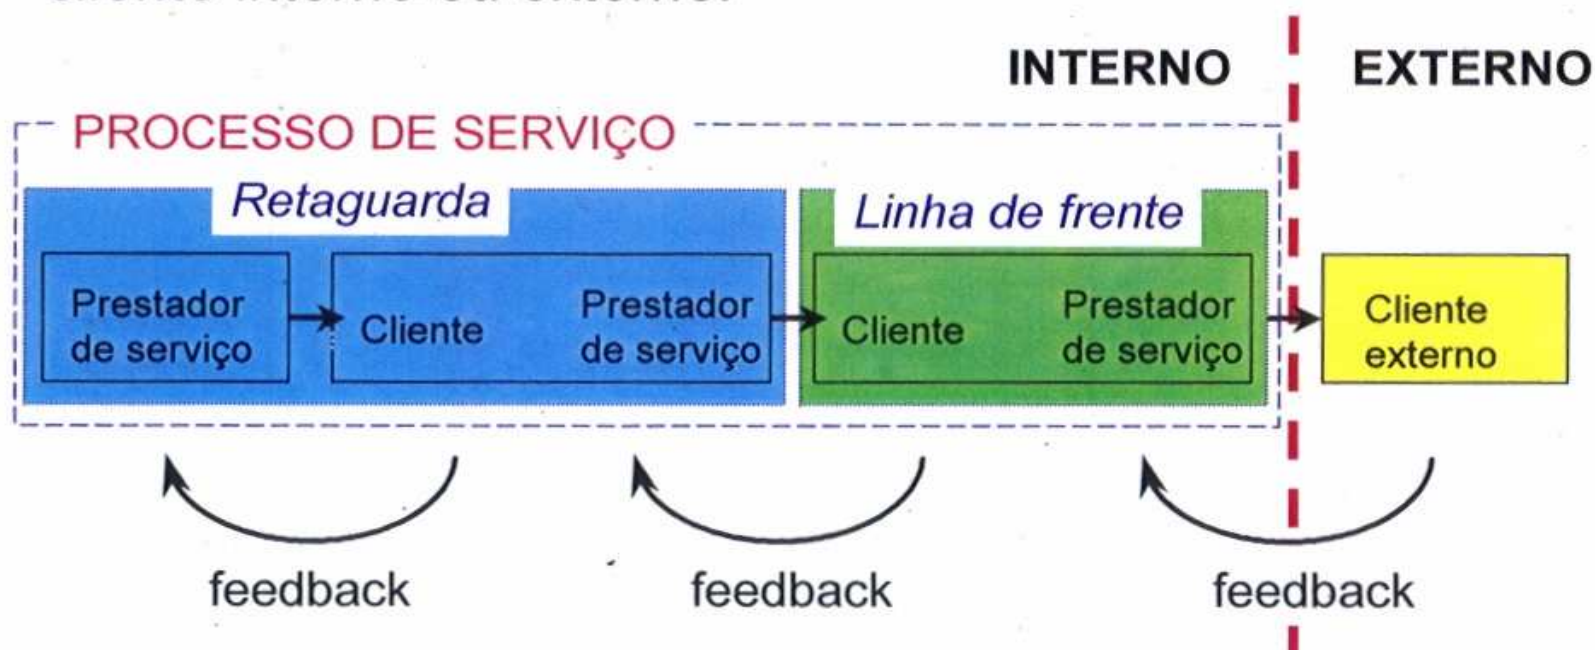 INTERNO
EXTERNO
PROCESSO DE SERVIÇO
Retaguarda
Linha de frente
Prestador
de serviço
Cliente
Prestador
de serviço
Cliente
Prestador
de serviço
Cliente
externo
feedback
feedback
feedback